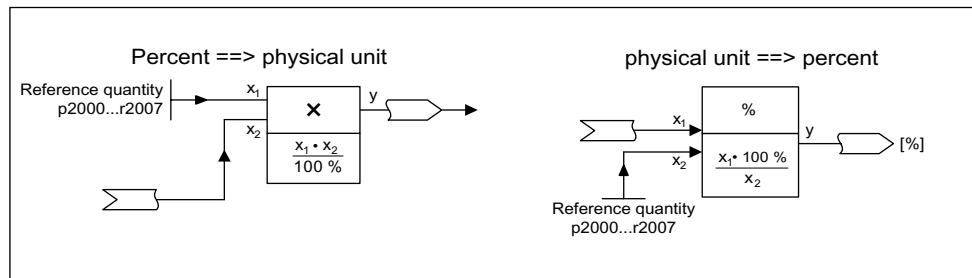 Percent ==> physical unit
Reference quantity
p2000...r2007
x₁
x₂
×
x₁ • x₂
100 %
y
physical unit ==> percent
x₁
x₂
%
x₁• 100 %
x₂
y
[%]
Reference quantity
p2000...r2007